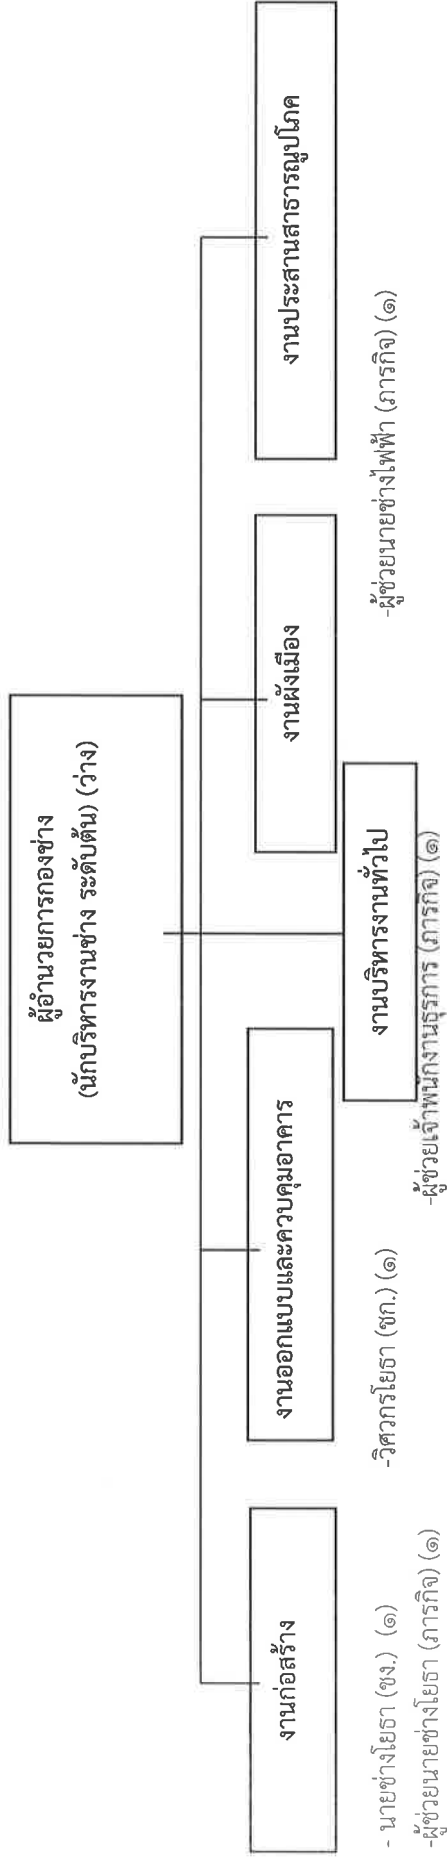 ผู้อำนวยการกองช่าง
(นักบริหารงานช่าง ระดับต้น) (ว่าง)
งานก่อสร้าง
- นายช่างโยธา (ชง.) (๑)
-ผู้ช่วยนายช่างโยธา (ภารกิจ) (๑)
งานออกแบบและควบคุมอาคาร
-วิศวกรโยธา (ชก.) (๑)
งานบริหารงานทั่วไป
-ผู้ช่วยเจ้าพนักงานธุรการ (ภารกิจ) (๑)
งานผังเมือง
งานประสานสาธารณูปโภค
-ผู้ช่วยนายช่างไฟฟ้า (ภารกิจ) (๑)